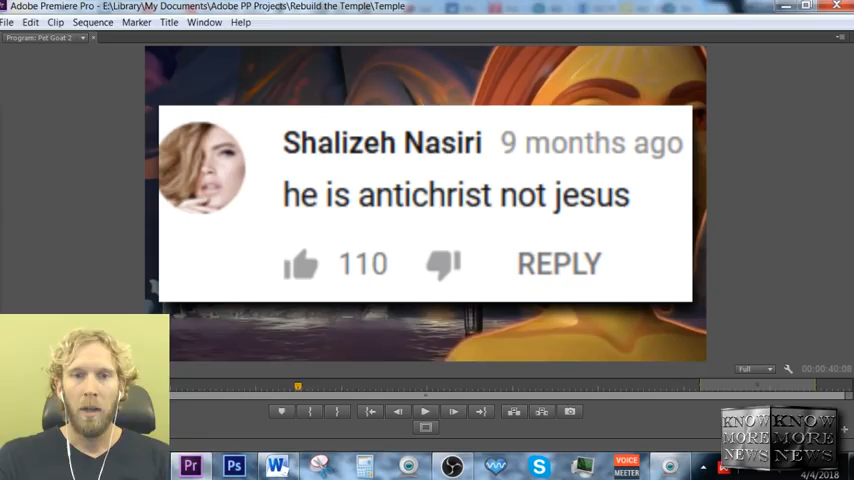 Adobe Premiere Pro - E:\Library\My Documents\Adobe PP Projects\Rebuild the Temple\Temple
File Edit Clip Sequence Marker Title Window Help
Program: Pet Goat 2
Shalizeh Nasiri 9 months ago
he is antichrist not jesus
110 REPLY
Full 00:00:40:08
KNOW MORE NEWS KNOW MORE NEWS
Pr Ps W S VOICE MEETER
4/4/2018